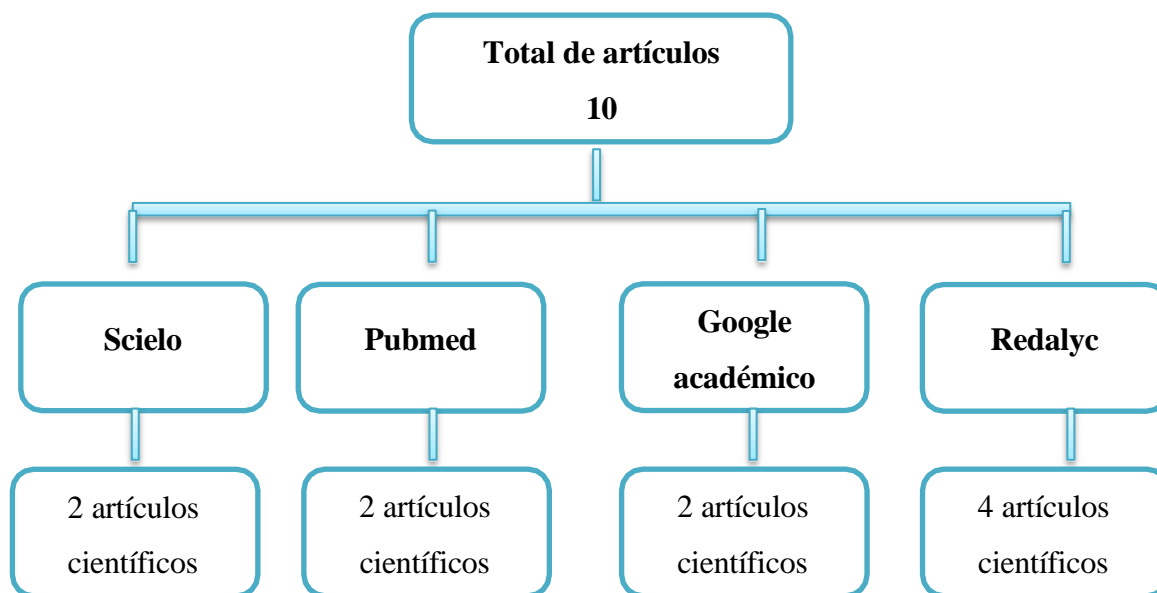 Total de artículos
10
Scielo
Pubmed
Google
académico
Redalyc
2 artículos
científicos
2 artículos
científicos
2 artículos
científicos
4 artículos
científicos